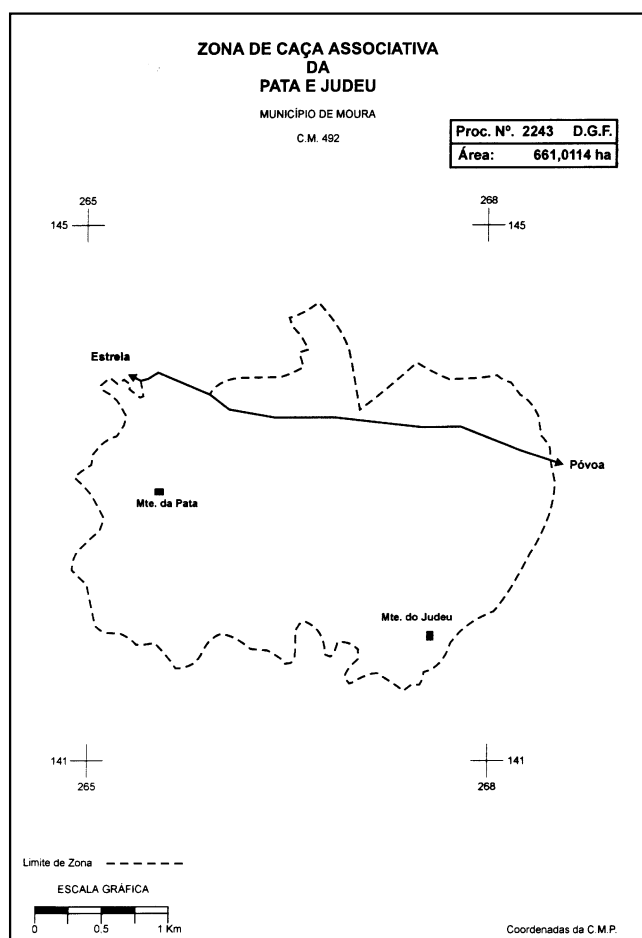 ZONA DE CAÇA ASSOCIATIVA
DA
PATA E JUDEU
MUNICÍPIO DE MOURA
C.M. 492
Proc. Nº. 2243 D.G.F.
Área: 661,0114 ha
265
268
145
145
Estrela
Póvoa
Mte. da Pata
Mte. do Judeu
141
141
265
268
Limite de Zona
ESCALA GRÁFICA
0 0,5 1 Km
Coordenadas da C.M.P.